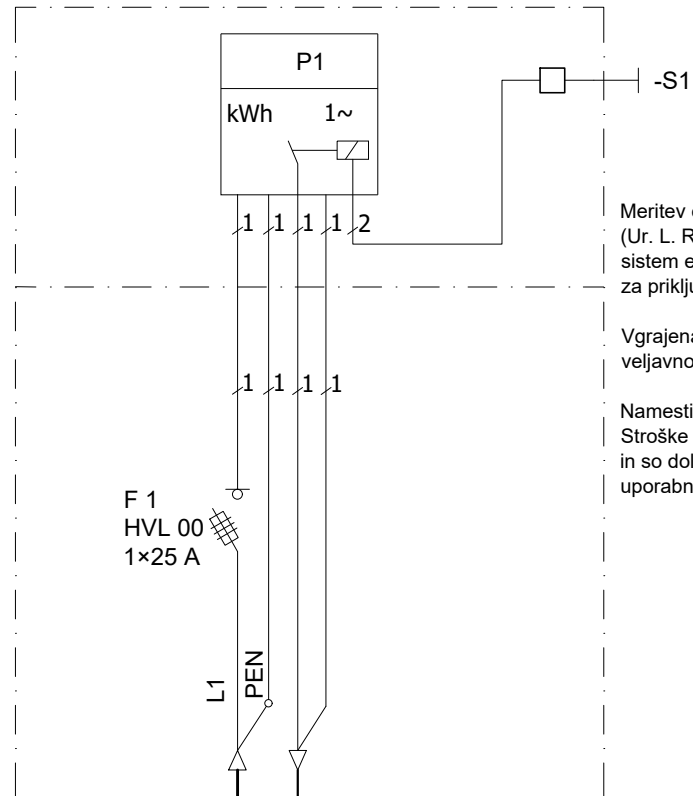 P1
kWh 1~
-S1
1 1 1 1 2
Meritev
(Ur. L. R
sistem e
za priklju
Vgrajena
veljavno
1 1 1 1
Namesti
Stroške
in so dol
uporabn
F 1
HVL 00
1×25 A
L1
PEN